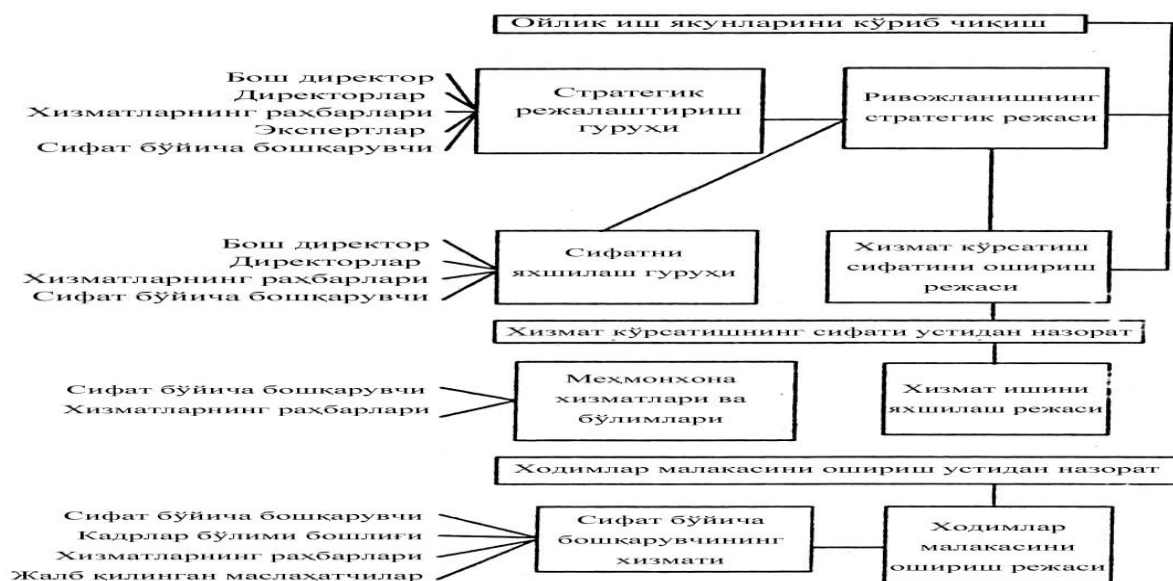 Ойлик иш якунларини кўриб чиқиш
Бош директор
Директорлар
Хизматларнинг раҳбарлари
Экспертлар
Сифат бўйича бошқарувчи
Стратегик
режалаштириш
гуруҳи
Ривожланишнинг
стратегик режаси
Бош директор
Директорлар
Хизматларнинг раҳбарлари
Сифат бўйича бошқарувчи
Сифатни
яхшилаш гуруҳи
Хизмат кўрсатиш
сифатини ошириш
режаси
Хизмат кўрсатишнинг сифати устидан назорат
Сифат бўйича бошқарувчи
Хизматларнинг раҳбарлари
Меҳмонхона
хизматлари ва
бўлимлари
Хизмат ишини
яхшилаш режаси
Ходимлар малакасини ошириш устидан назорат
Сифат бўйича бошқарувчи
Кадрлар бўлими бошлиғи
Хизматларнинг раҳбарлари
Жалб қилинган маслаҳатчилар
Сифат бўйича
бошқарувчининг
хизмати
Ходимлар
малакасини
ошириш режаси